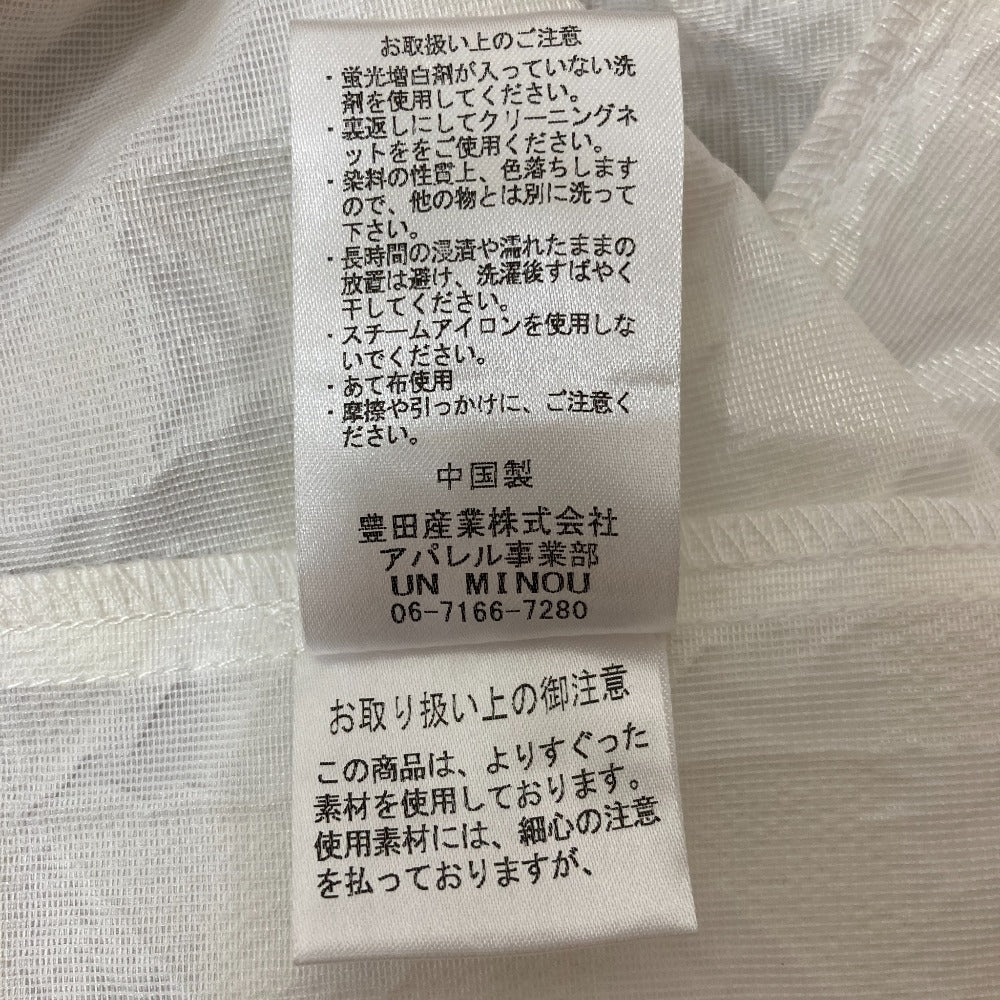 お取扱い上のご注意
・蛍光増白剤が入っていない洗
剤を使用してください。
・裏返しにしてクリーニングネ
ットををご使用ください。
・染料の性質上、色落ちします
ので、他の物とは別に洗って
下さい。
・長時間の浸漬や濡れたままの
放置は避け、洗濯後すばやく
干してください。
・スチームアイロンを使用しな
いでください。
・あて布使用
・摩擦や引っかけに、ご注意く
ださい。
中国製
豊田産業株式会社
アパレル事業部
UN MINOU
06-7166-7280
お取り扱い上の御注意
この商品は、よりすぐった
素材を使用しております。
使用素材には、細心の注意
を払っておりますが、